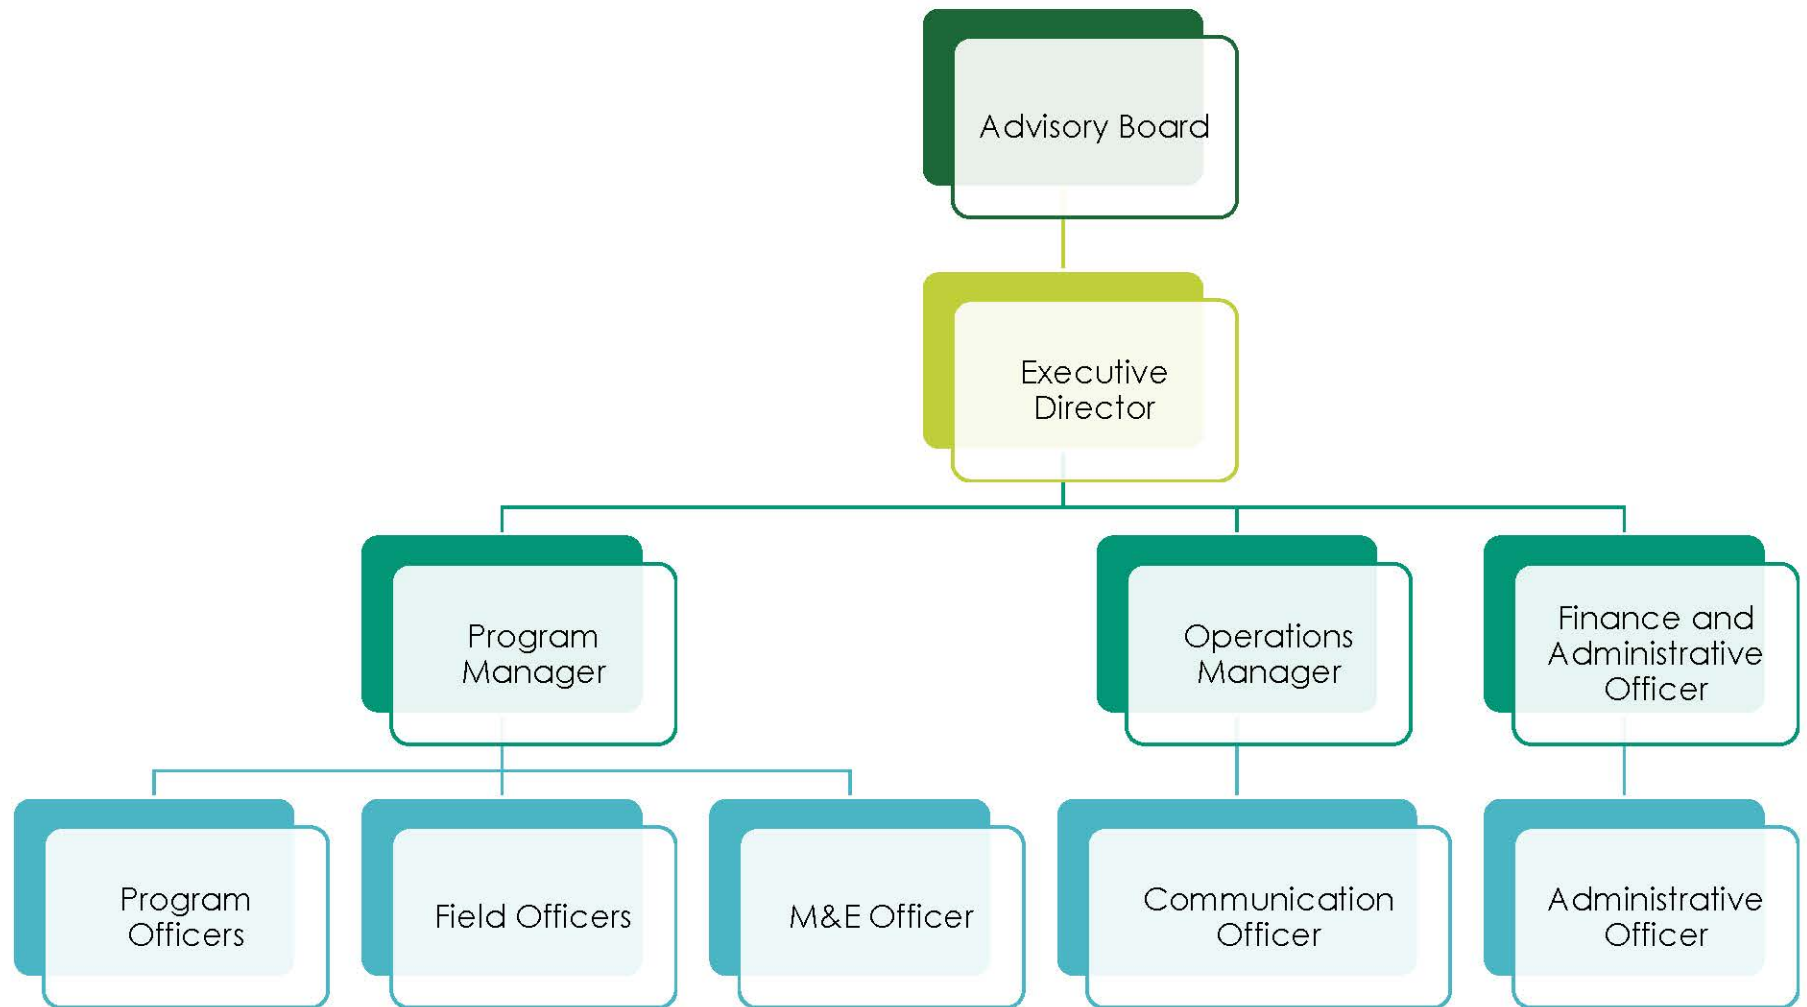 Advisory Board
Executive
Director
Program
Manager
Operations
Manager
Finance and
Administrative
Officer
Program
Officers
Field Officers
M&E Officer
Communication
Officer
Administrative
Officer